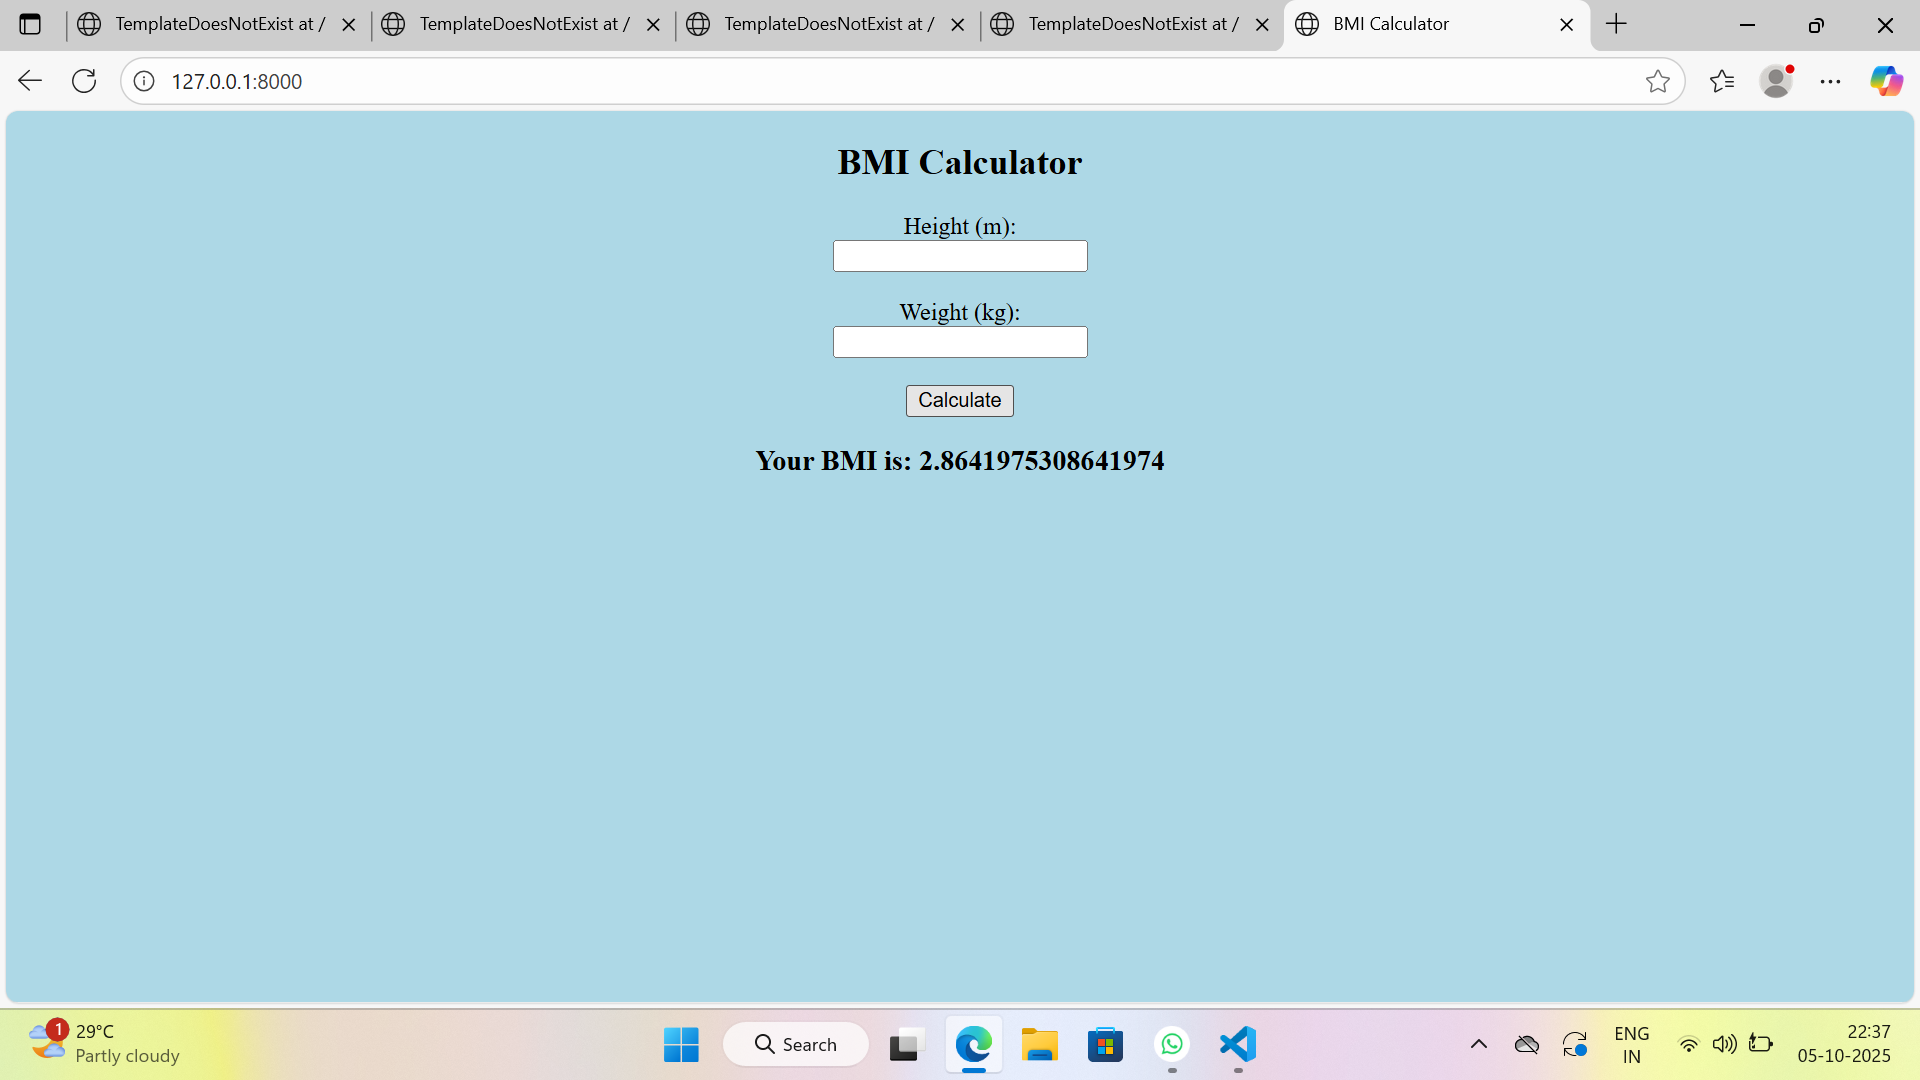 TemplateDoesNotExist at /
TemplateDoesNotExist at /
TemplateDoesNotExist at /
TemplateDoesNotExist at /
BMI Calculator
127.0.0.1:8000
BMI Calculator
Height (m):
Weight (kg):
Calculate
Your BMI is: 2.8641975308641974
1
29°C
Partly cloudy
Search
ENG
IN
22:37
05-10-2025